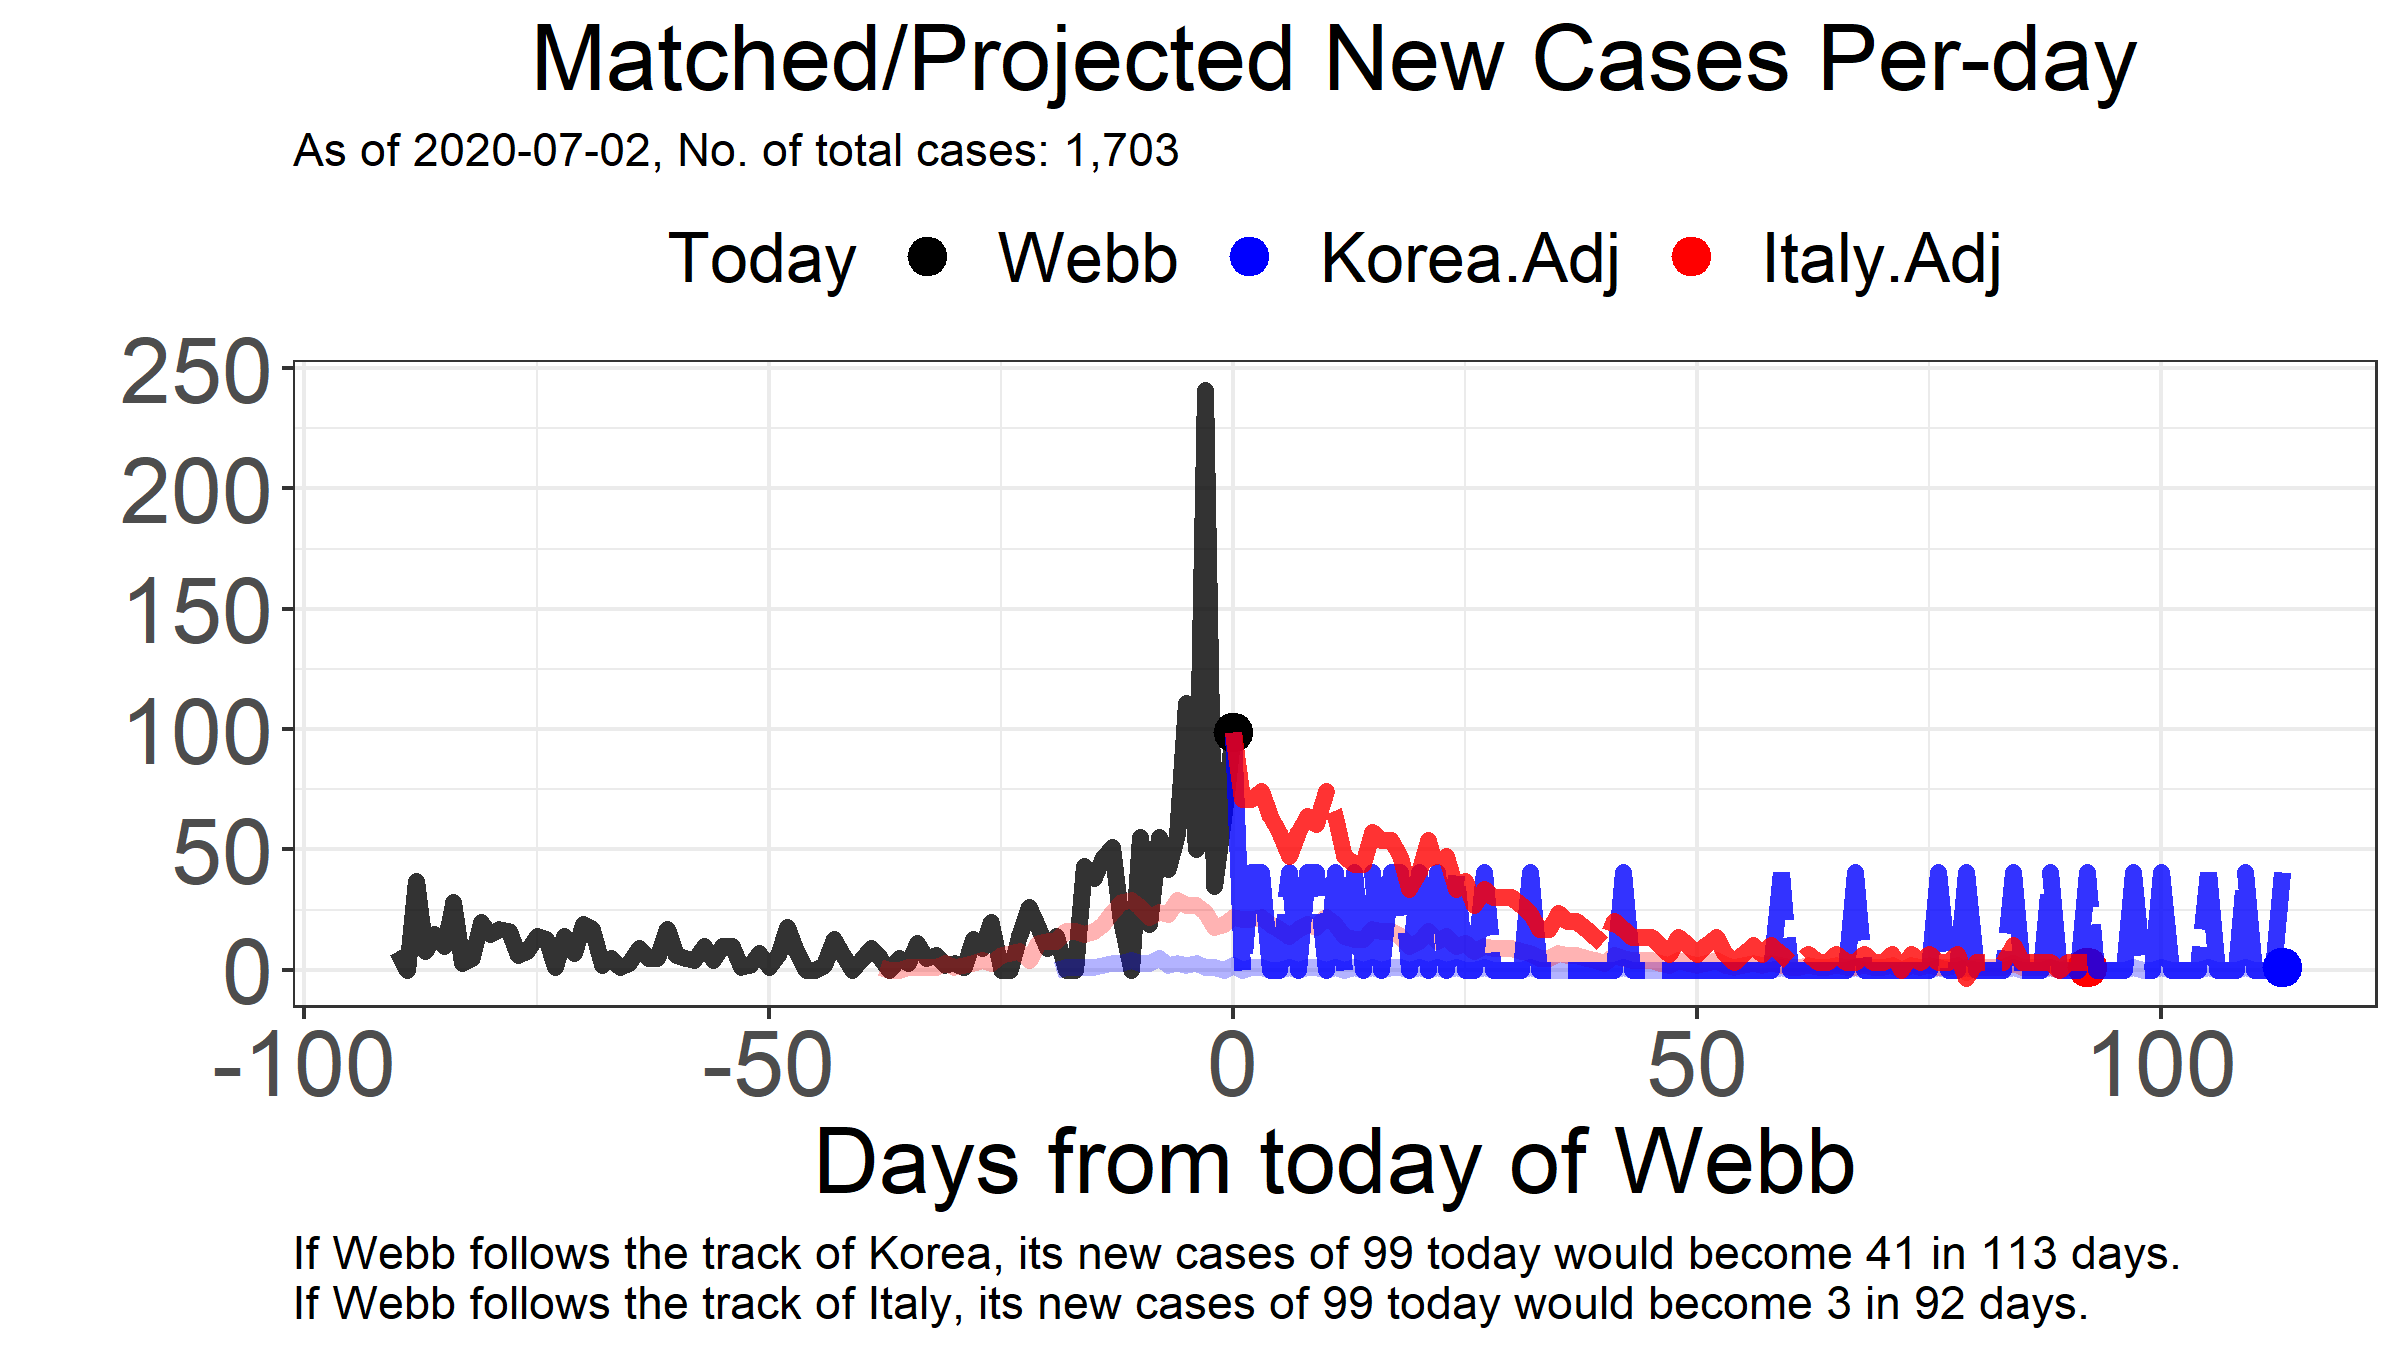 Matched/Projected New Cases Per-day
As of 2020-07-02, No. of total cases: 1,703
Today Webb Korea.Adj Italy.Adj
250
200
150
100
50
0
-100 -50 0 50 100
Days from today of Webb
If Webb follows the track of Korea, its new cases of 99 today would become 41 in 113 days.
If Webb follows the track of Italy, its new cases of 99 today would become 3 in 92 days.